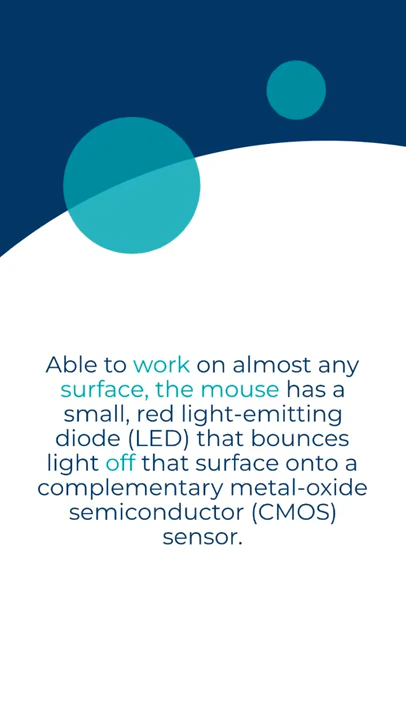 Able to work on almost any
surface, the mouse has a
small, red light-emitting
diode (LED) that bounces
light off that surface onto a
complementary metal-oxide
semiconductor (CMOS)
sensor.